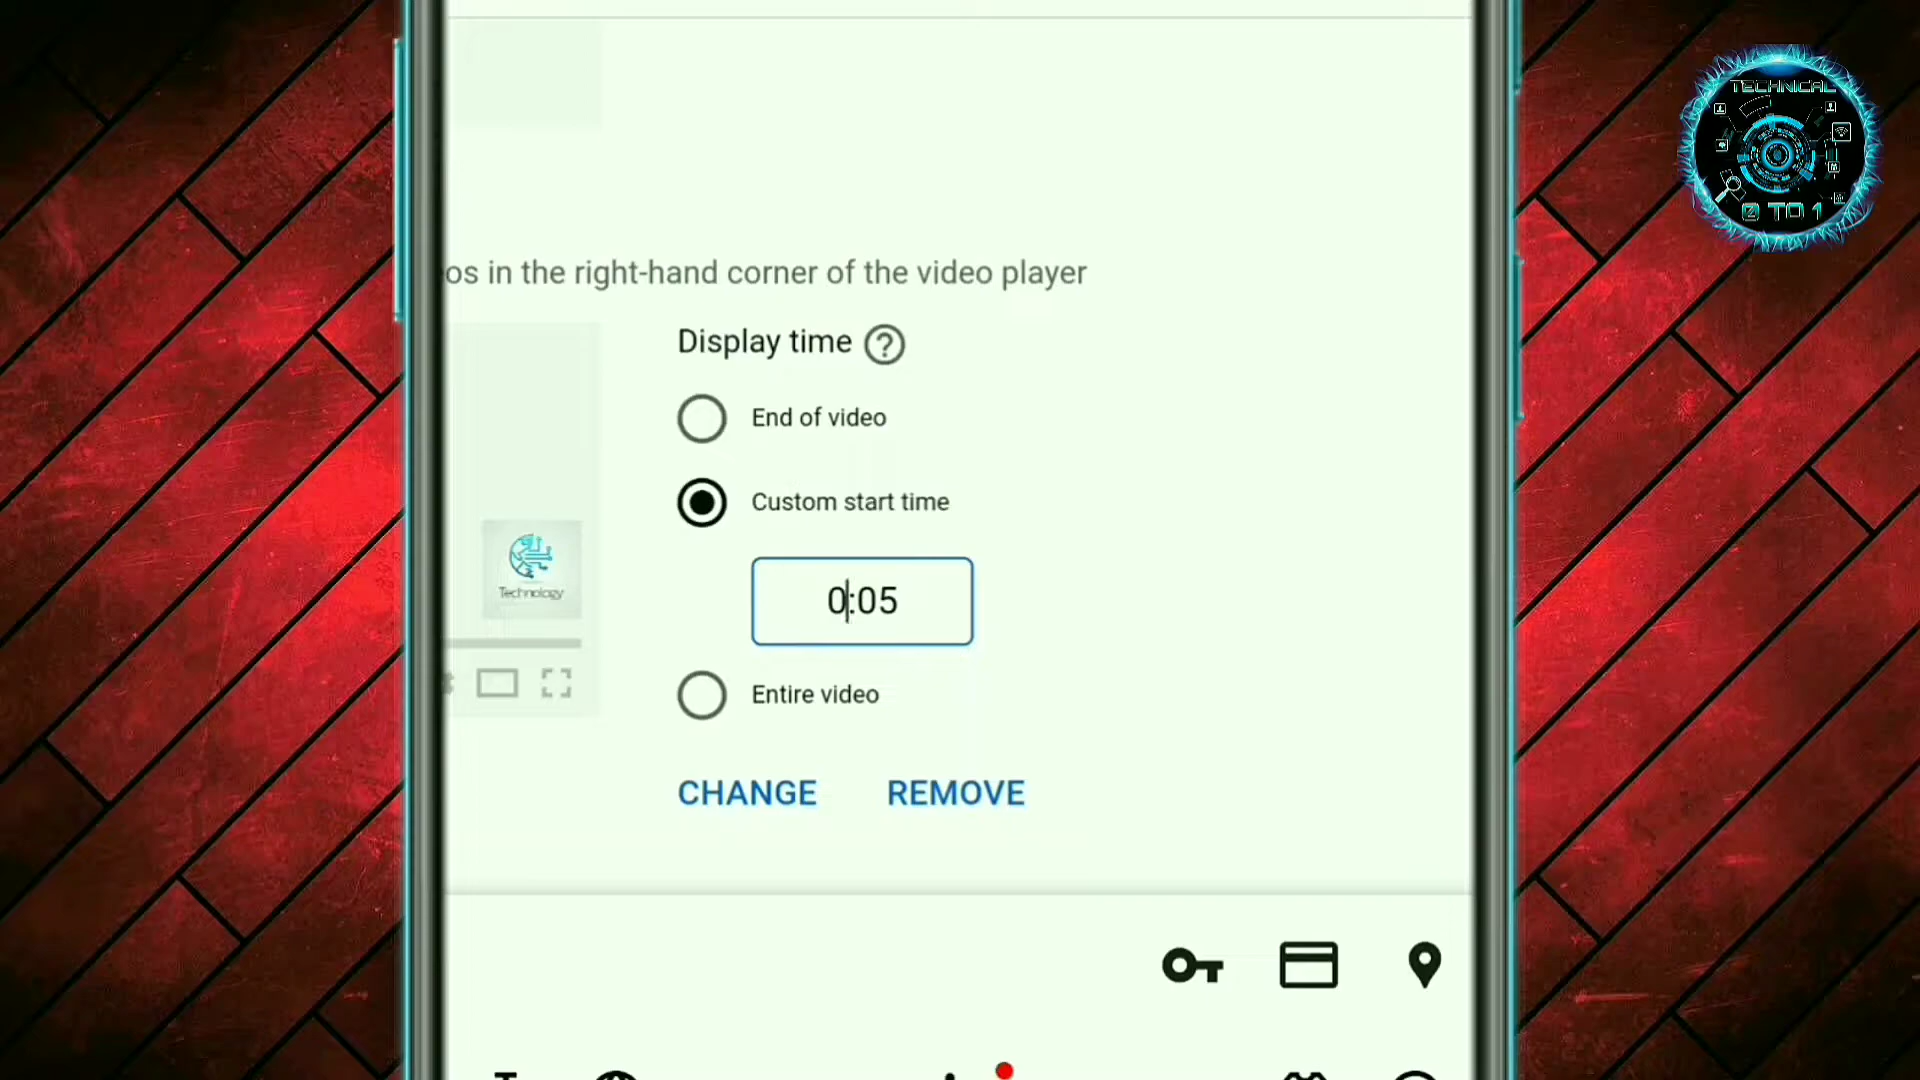 TECHNICAL
0 TO 1
os in the right-hand corner of the video player
Display time
End of video
Custom start time
0:05
Technology
Entire video
CHANGE
REMOVE